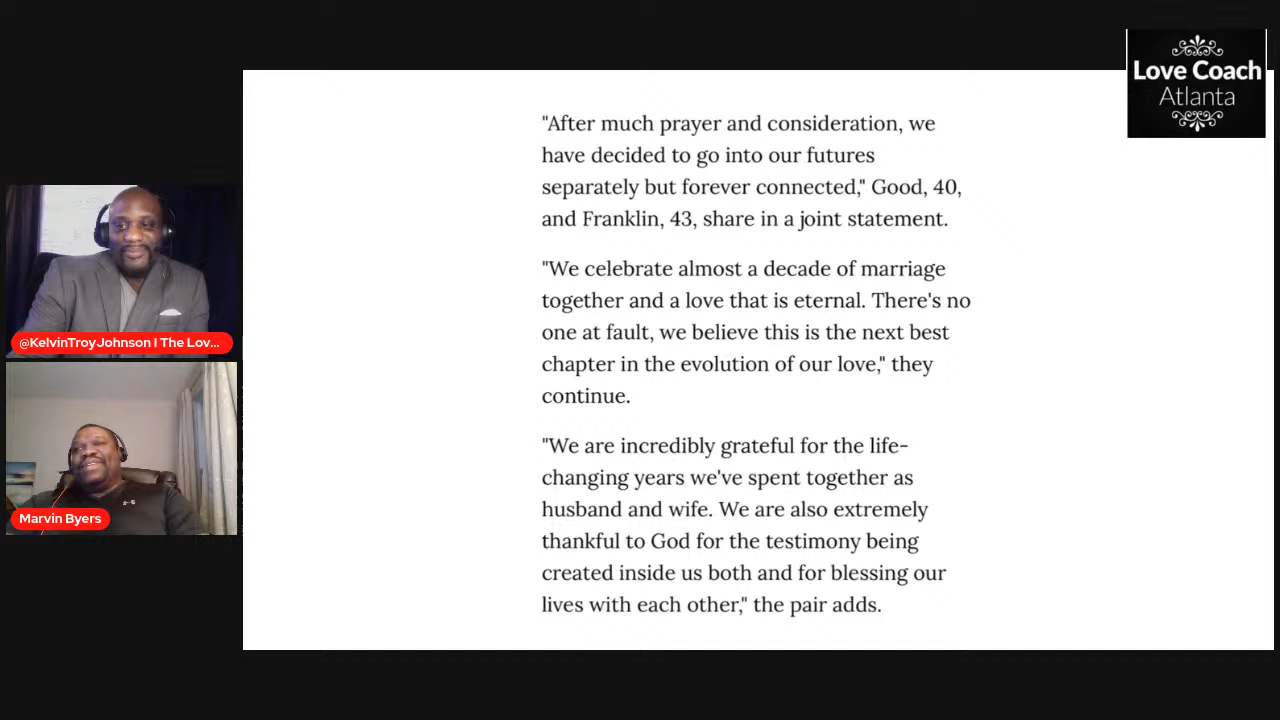 Love Coach
Atlanta
"After much prayer and consideration, we
have decided to go into our futures
separately but forever connected," Good, 40,
and Franklin, 43, share in a joint statement.
"We celebrate almost a decade of marriage
together and a love that is eternal. There's no
one at fault, we believe this is the next best
chapter in the evolution of our love," they
continue.
"We are incredibly grateful for the life-
changing years we've spent together as
husband and wife. We are also extremely
thankful to God for the testimony being
created inside us both and for blessing our
lives with each other," the pair adds.
@KelvinTroyJohnson I The Lov...
Marvin Byers